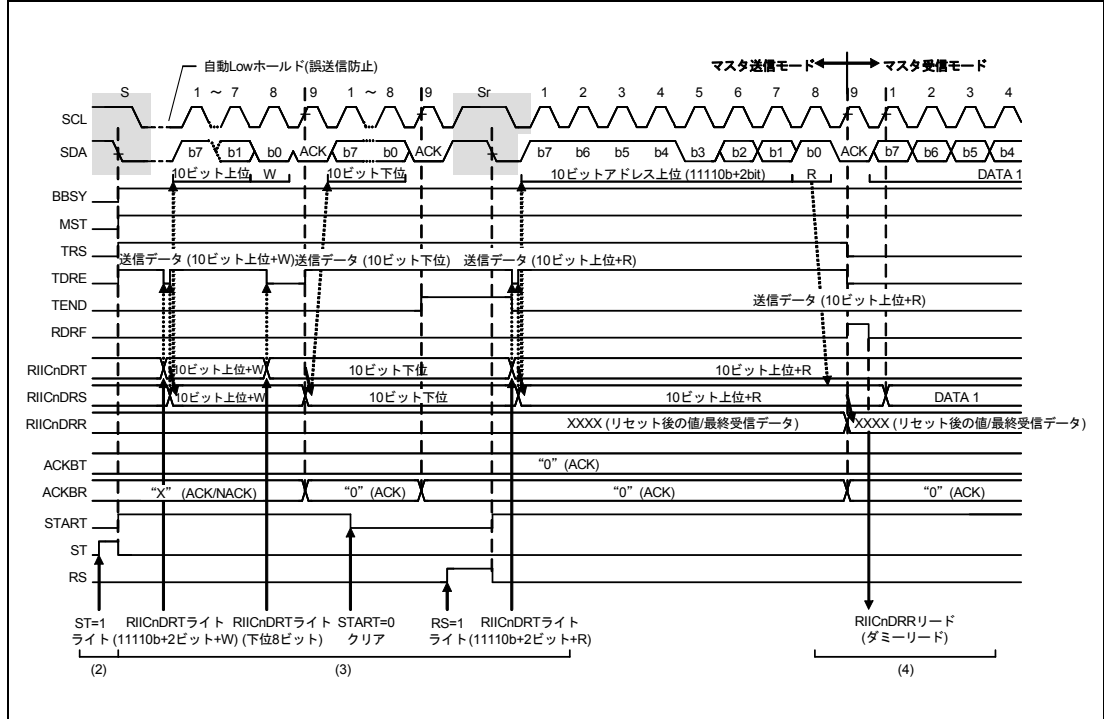 自動Lowホールド(誤送信防止)
マスタ送信モード マスタ受信モード
S 1 ～ 7 8 9 1 ～ 8 9 Sr 1 2 3 4 5 6 7 8 9 1 2 3 4
SCL
SDA b7 b1 b0 ACK b7 b0 ACK b7 b6 b5 b4 b3 b2 b1 b0 ACK b7 b6 b5 b4
10ビット上位 W 10ビット下位 10ビットアドレス上位 (11110b+2bit) R DATA 1
BBSY
MST
TRS
送信データ (10ビット上位+W) 送信データ (10ビット下位) 送信データ (10ビット上位+R)
TDRE
TEND 送信データ (10ビット上位+R)
RDRF
RIICnDRT 10ビット上位+W 10ビット下位 10ビット上位+R
RIICnDRS 10ビット上位+W 10ビット下位 10ビット上位+R DATA 1
RIICnDRR XXXX (リセット後の値/最終受信データ) XXXX (リセット後の値/最終受信データ)
ACKBT “0” (ACK)
ACKBR “X” (ACK/NACK) “0” (ACK) “0” (ACK) “0” (ACK)
START
ST
RS
ST=1 RIICnDRTライト RIICnDRTライト START=0 RS=1 RIICnDRTライト RIICnDRRリード
ライト (11110b+2ビット+W) (下位8ビット) クリア ライト (11110b+2ビット+R) (ダミーリード)
(2) (3) (4)